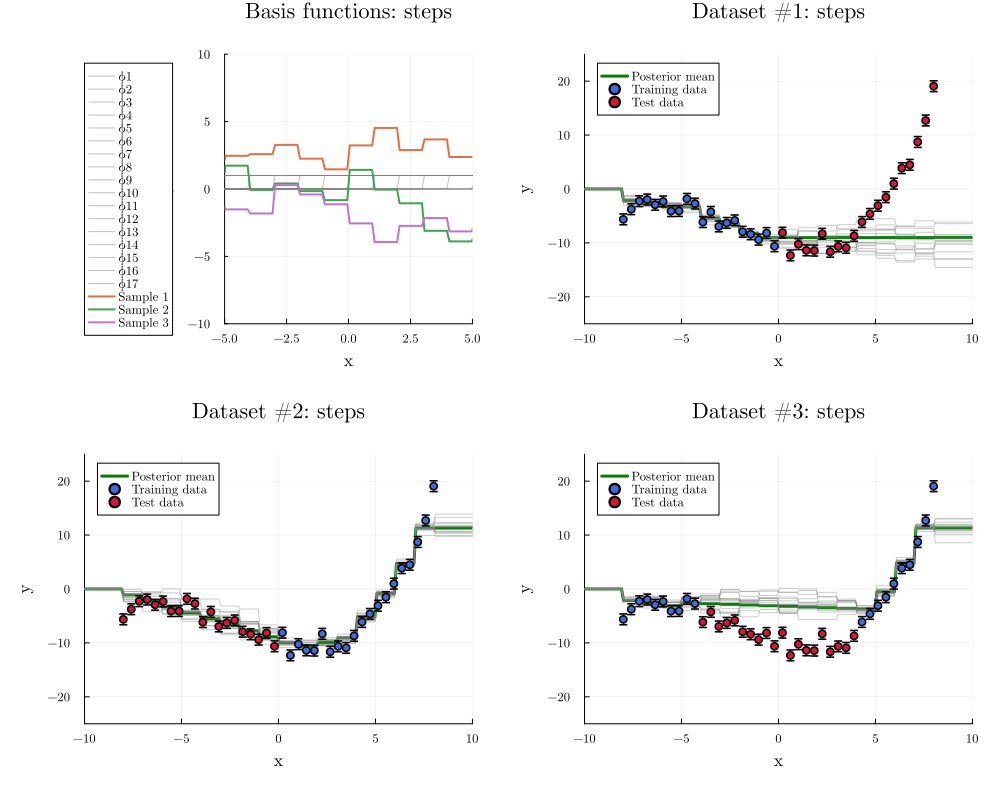 Basis functions: steps
ϕ1
ϕ2
ϕ3
ϕ4
ϕ5
ϕ6
ϕ7
ϕ8
ϕ9
ϕ10
ϕ11
ϕ12
ϕ13
ϕ14
ϕ15
ϕ16
ϕ17
Sample 1
Sample 2
Sample 3
10
5
0
−5
−10
−5.0 −2.5 0.0 2.5 5.0
x
Dataset #1: steps
Posterior mean
Training data
Test data
y
20
10
0
−10
−20
−10 −5 0 5 10
x
Dataset #2: steps
Posterior mean
Training data
Test data
y
20
10
0
−10
−20
−10 −5 0 5 10
x
Dataset #3: steps
Posterior mean
Training data
Test data
y
20
10
0
−10
−20
−10 −5 0 5 10
x